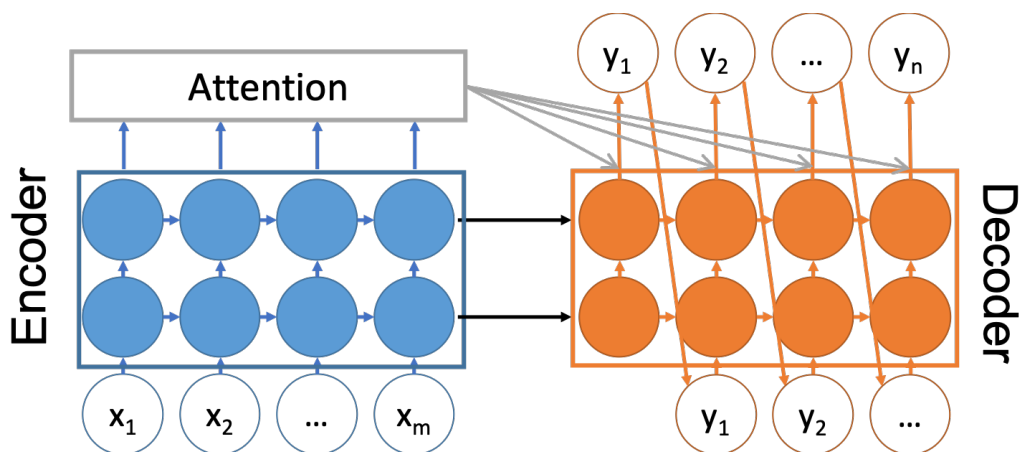 Encoder
Attention
x₁ x₂ ... xₘ
y₁ y₂ ... yₙ
y₁ y₂ ...
Decoder